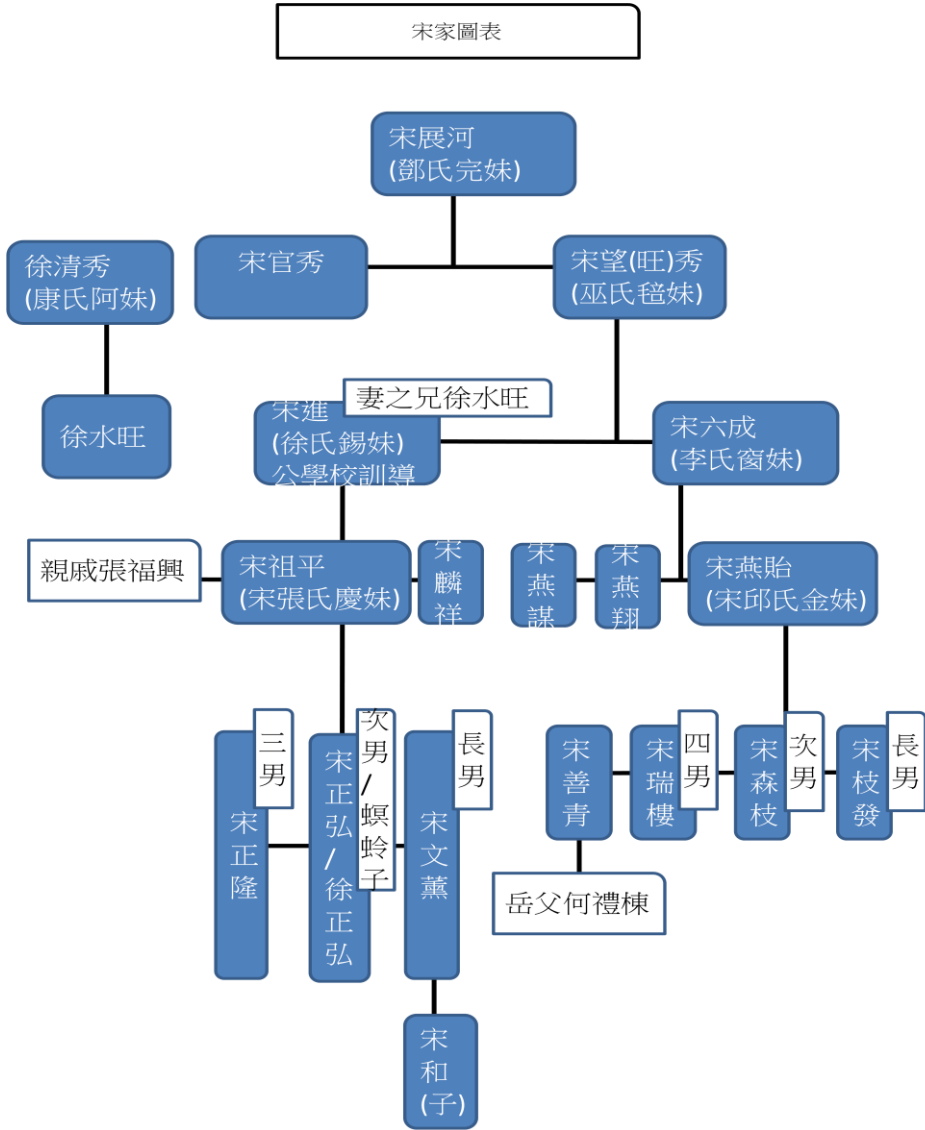 宋家圖表
宋展河
(鄧氏完妹)
徐清秀
(康氏阿妹)
宋官秀
宋望(旺)秀
(巫氏䅲妹)
徐水旺
宋進
(徐氏錫妹)
公學校訓導
妻之兄徐水旺
宋六成
(李氏窗妹)
親戚張福興
宋祖平
(宋張氏慶妹)
宋麟祥
宋燕謀
宋燕翔
宋燕貽
(宋邱氏金妹)
宋正隆
三男
宋正弘/徐正弘
次男/螟蛉子
宋文薰
長男
宋善青
宋瑞樓
四男
宋森枝
次男
宋枝發
長男
岳父何禮棟
宋和(子)